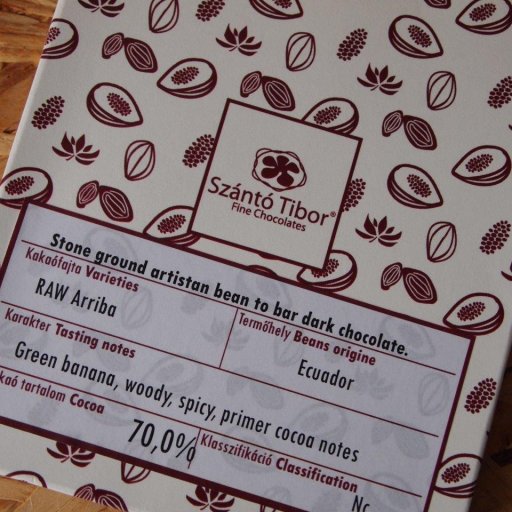 Szántó Tibor®
Fine Chocolates
Stone ground artistan bean to bar dark chocolate.
Kakaófajta Varieties
RAW Arriba
Termőhely Beans origine
Ecuador
Karakter Tasting notes
Green banana, woody, spicy, primer cocoa notes
kaó tartalom Cocoa
70,0%
Klasszifikáció Classification